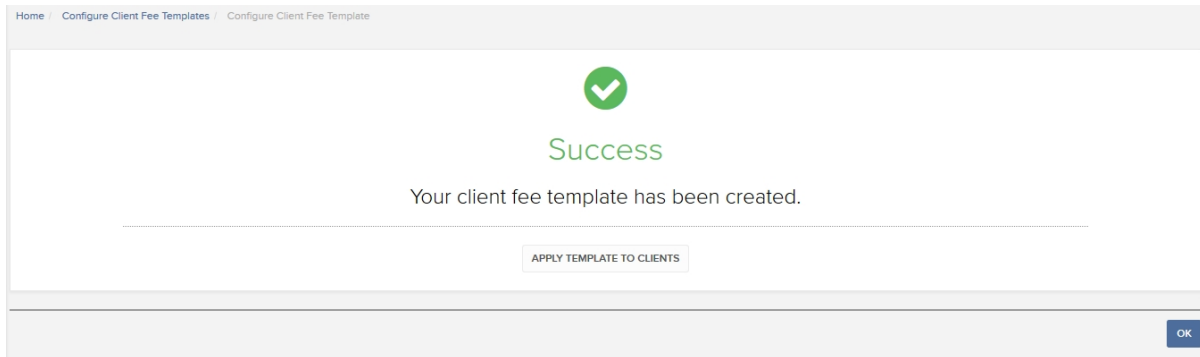 Home / Configure Client Fee Templates / Configure Client Fee Template
Success
Your client fee template has been created.
APPLY TEMPLATE TO CLIENTS
OK